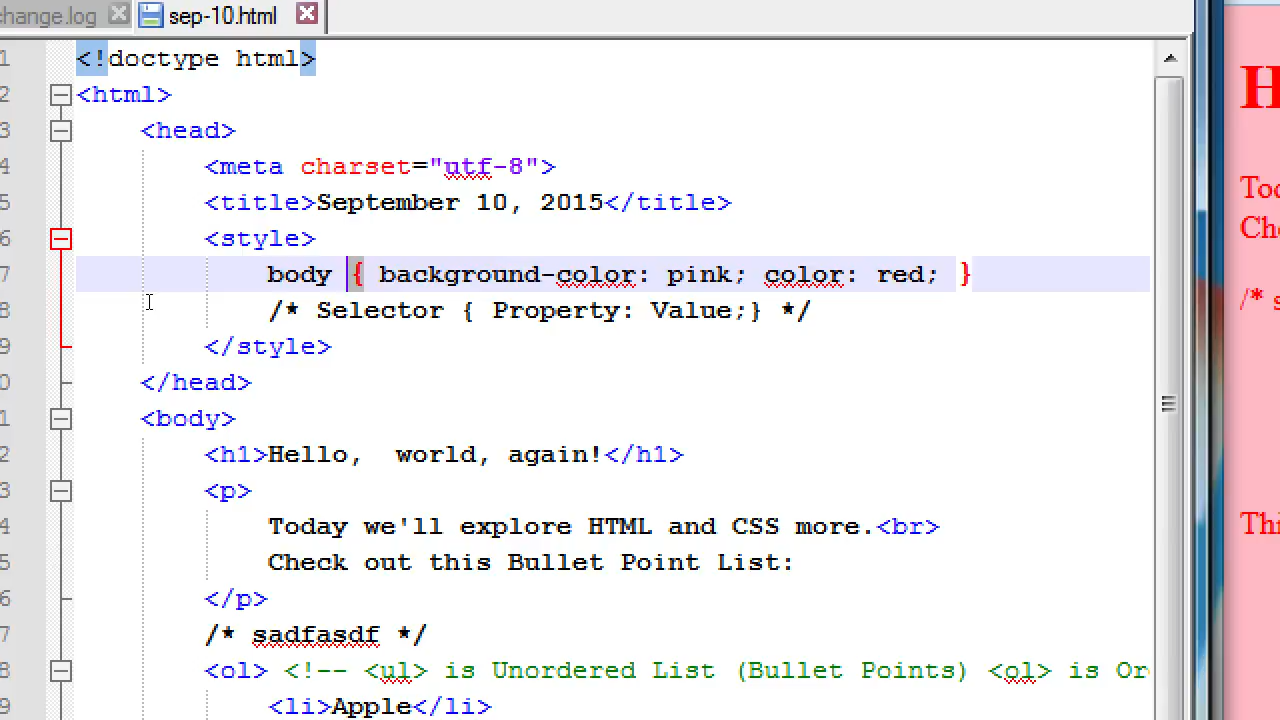 change.log sep-10.html
1 <!doctype html>
2 <html>
3 <head>
4 <meta charset="utf-8">
5 <title>September 10, 2015</title>
6 <style>
7 body { background-color: pink; color: red; }
8 /* Selector { Property: Value;} */
9 </style>
0 </head>
1 <body>
2 <h1>Hello,  world, again!</h1>
3 <p>
4 Today we'll explore HTML and CSS more.<br>
5 Check out this Bullet Point List:
6 </p>
7 /* sadfasdf */
8 <ol> <!-- <ul> is Unordered List (Bullet Points) <ol> is Or
9 <li>Apple</li>
H
Tod
Che
/* s
Thi